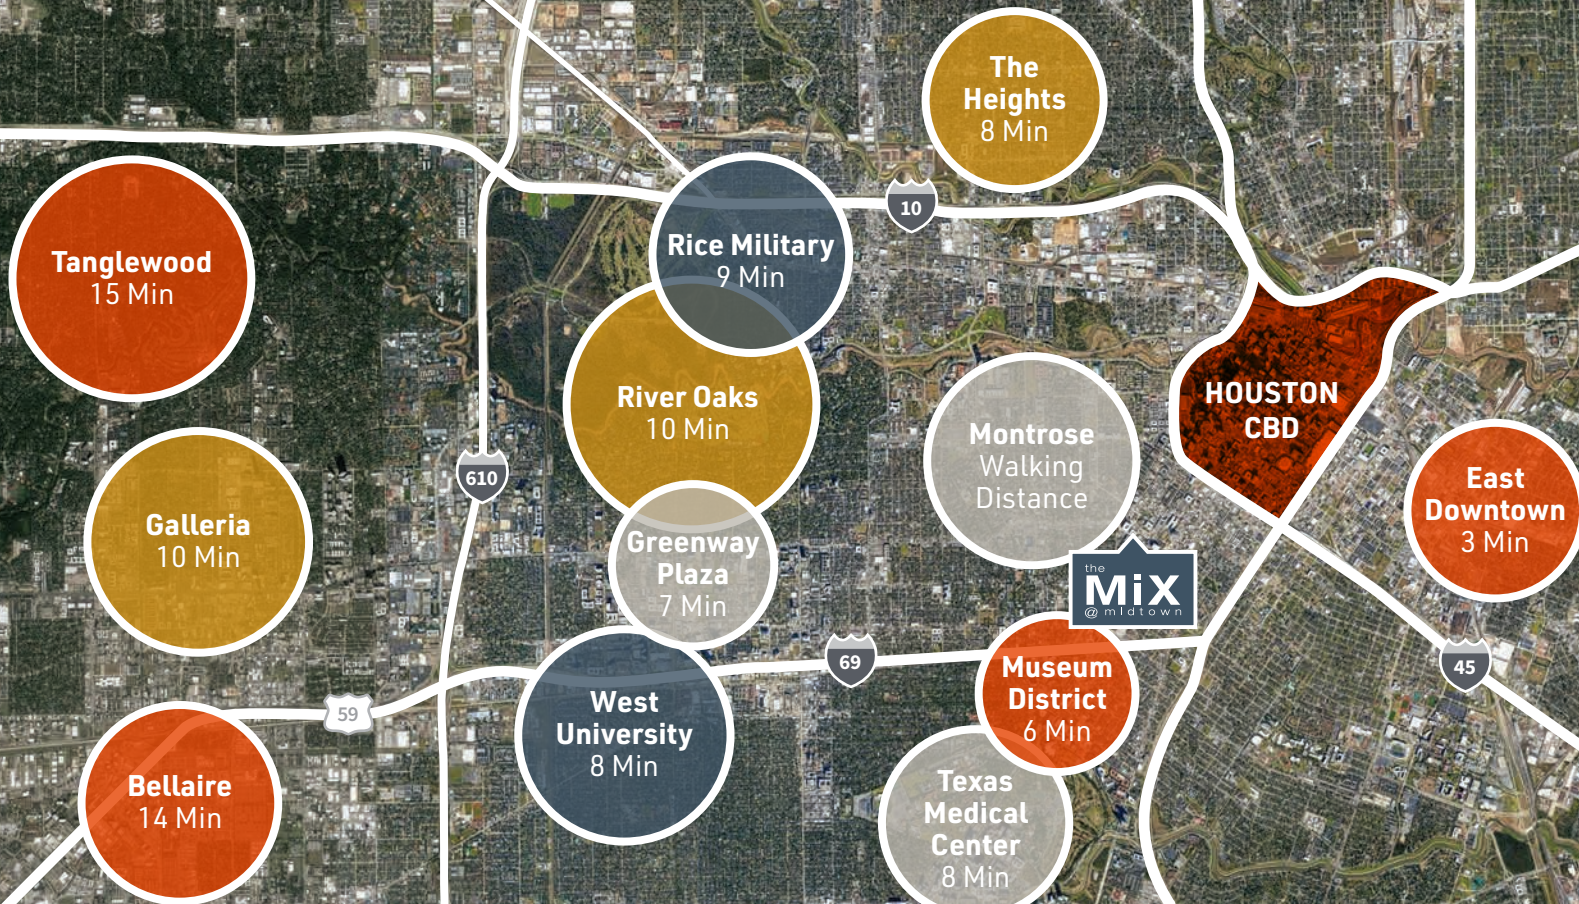 The
Heights
8 Min
10
Rice Military
9 Min
Tanglewood
15 Min
River Oaks
10 Min
HOUSTON
CBD
Montrose
Walking
Distance
610
East
Downtown
3 Min
Galleria
10 Min
Greenway
Plaza
7 Min
the
MiX
@ mIdtown
69
45
Museum
District
6 Min
West
University
8 Min
59
Bellaire
14 Min
Texas
Medical
Center
8 Min